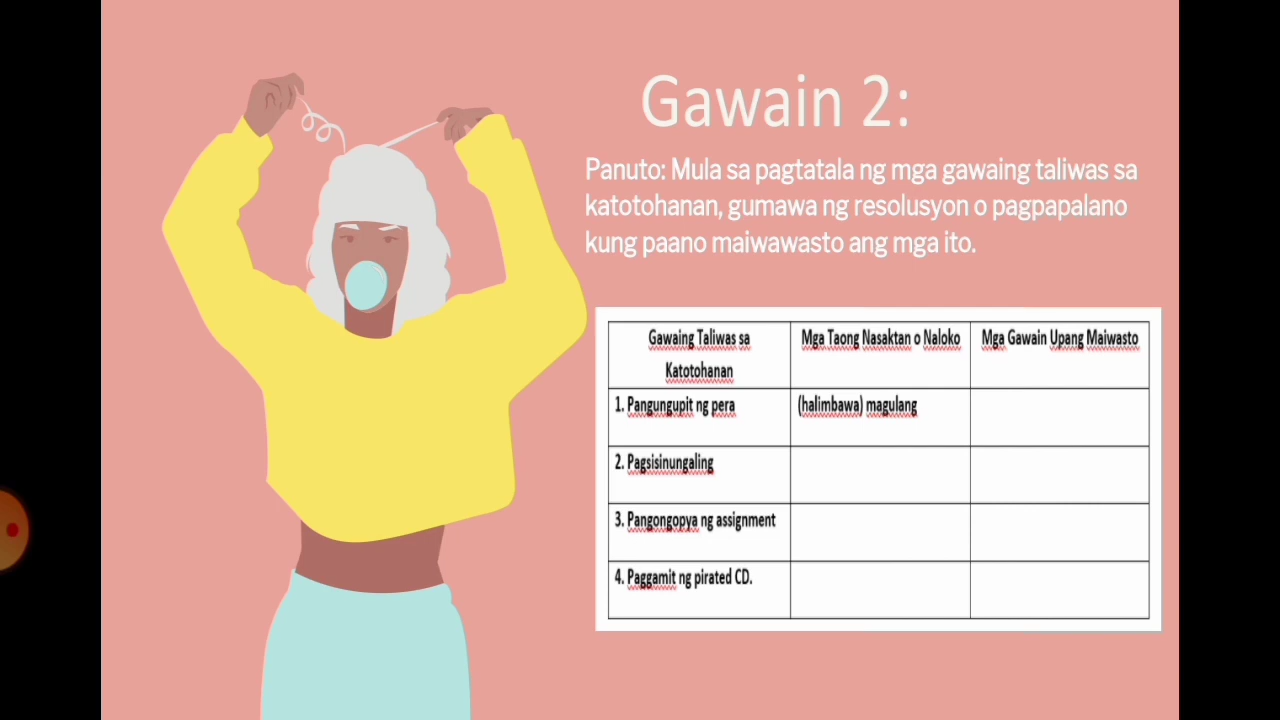 Gawain 2:
Panuto: Mula sa pagtatala ng mga gawaing taliwas sa
katotohanan, gumawa ng resolusyon o pagpapalano
kung paano maiwawasto ang mga ito.
Gawaing Taliwas sa
Katotohanan
Mga Taong Nasaktan o Naloko
Mga Gawain Upang Maiwasto
1. Pangungupit ng pera
(halimbawa) magulang
2. Pagsisinungaling
3. Pangongopya ng assignment
4. Paggamit ng pirated CD.